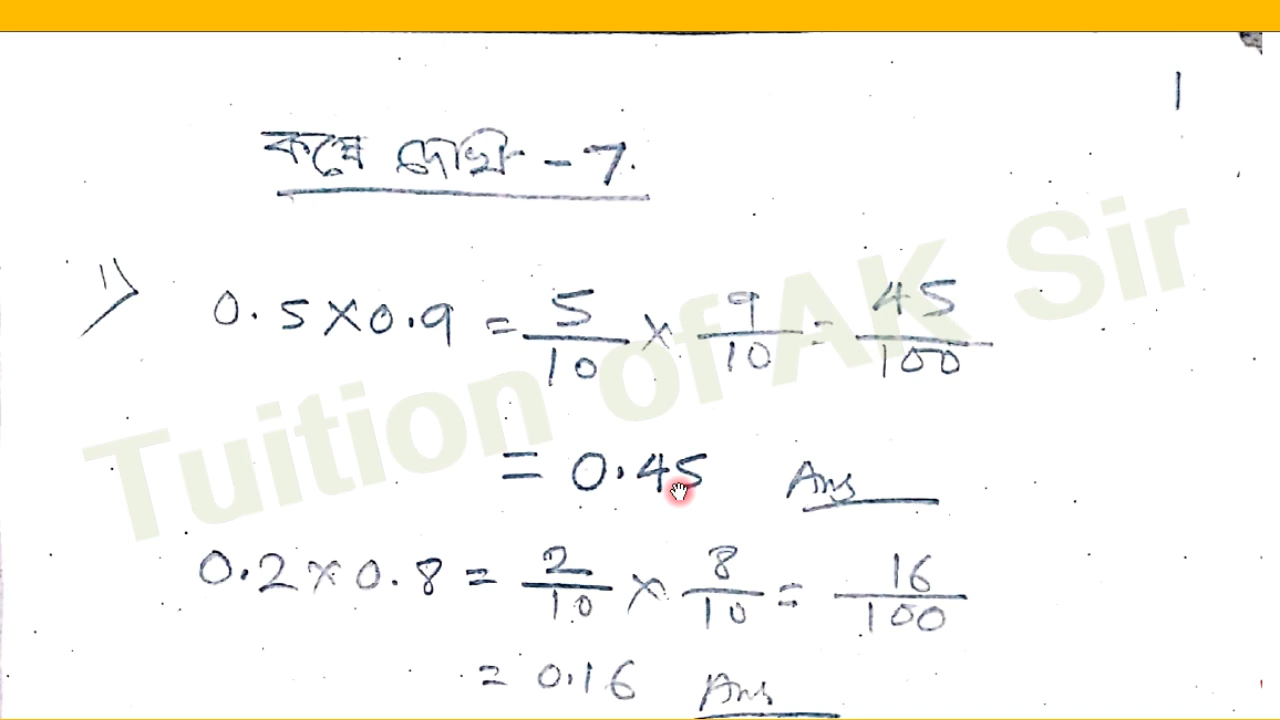 1
কষে দেখি - 7.
1) 0.5 × 0.9 = 5/10 × 9/10 = 45/100
= 0.45 Ans
0.2 × 0.8 = 2/10 × 8/10 = 16/100
= 0.16 Ans
Tuition of AK Sir